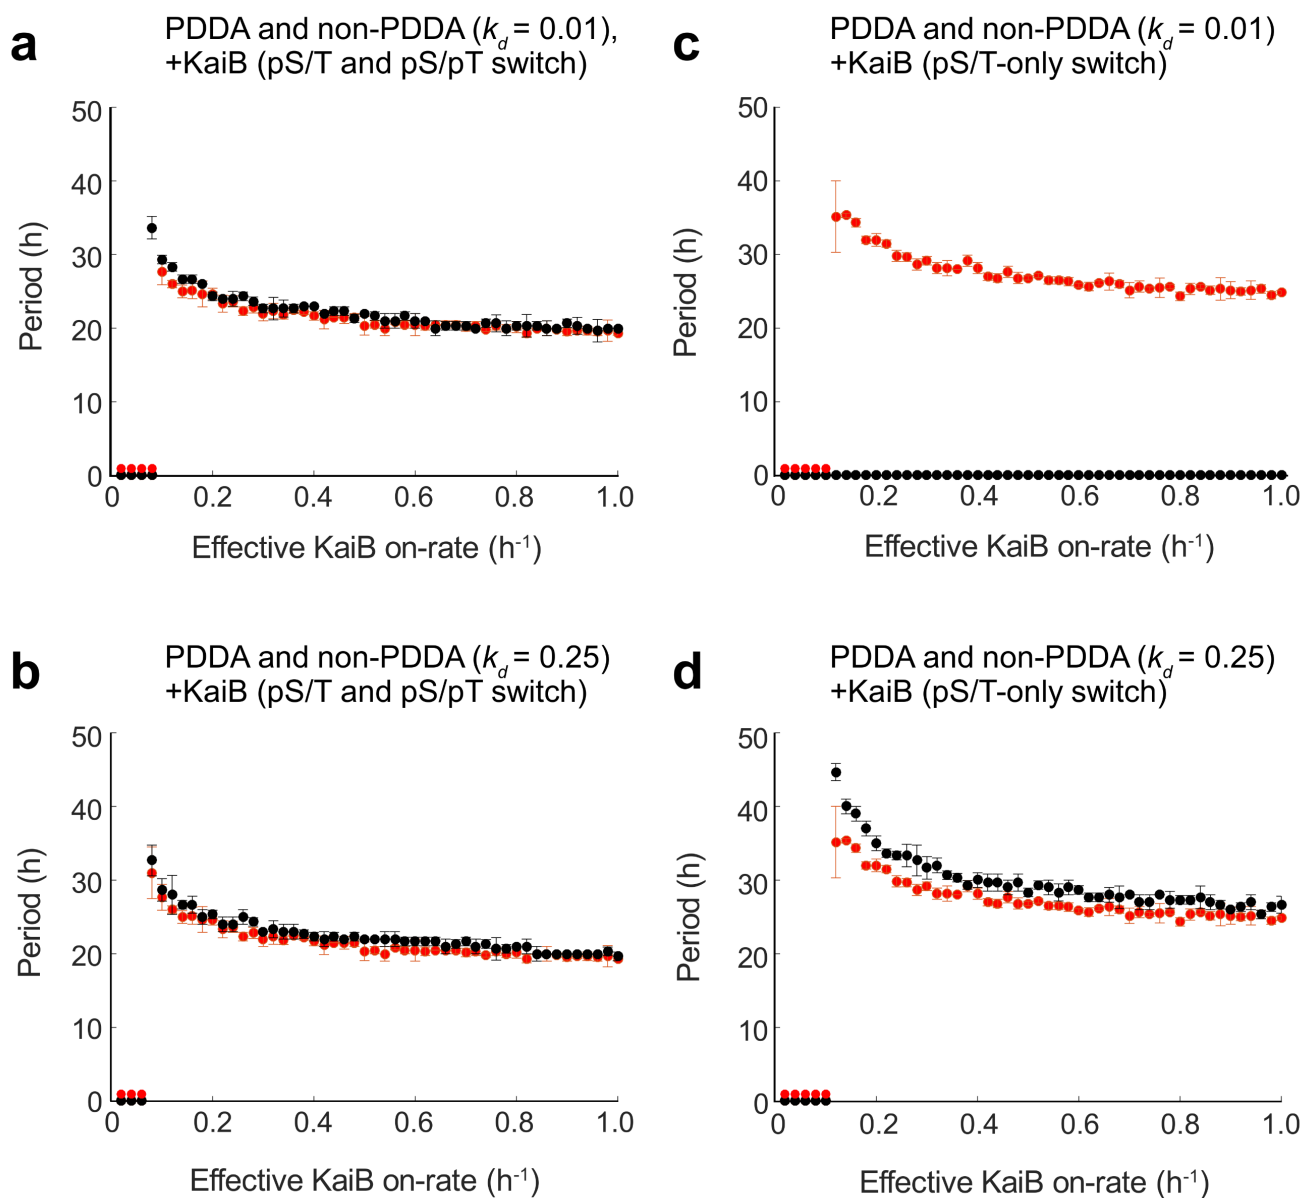 a
PDDA and non-PDDA (kd = 0.01),
+KaiB (pS/T and pS/pT switch)
50
40
30
20
10
0
Period (h)
0 0.2 0.4 0.6 0.8 1.0
Effective KaiB on-rate (h-1)
c
PDDA and non-PDDA (kd = 0.01)
+KaiB (pS/T-only switch)
50
40
30
20
10
0
Period (h)
0 0.2 0.4 0.6 0.8 1.0
Effective KaiB on-rate (h-1)
b
PDDA and non-PDDA (kd = 0.25)
+KaiB (pS/T and pS/pT switch)
50
40
30
20
10
0
Period (h)
0 0.2 0.4 0.6 0.8 1.0
Effective KaiB on-rate (h-1)
d
PDDA and non-PDDA (kd = 0.25)
+KaiB (pS/T-only switch)
50
40
30
20
10
0
Period (h)
0 0.2 0.4 0.6 0.8 1.0
Effective KaiB on-rate (h-1)